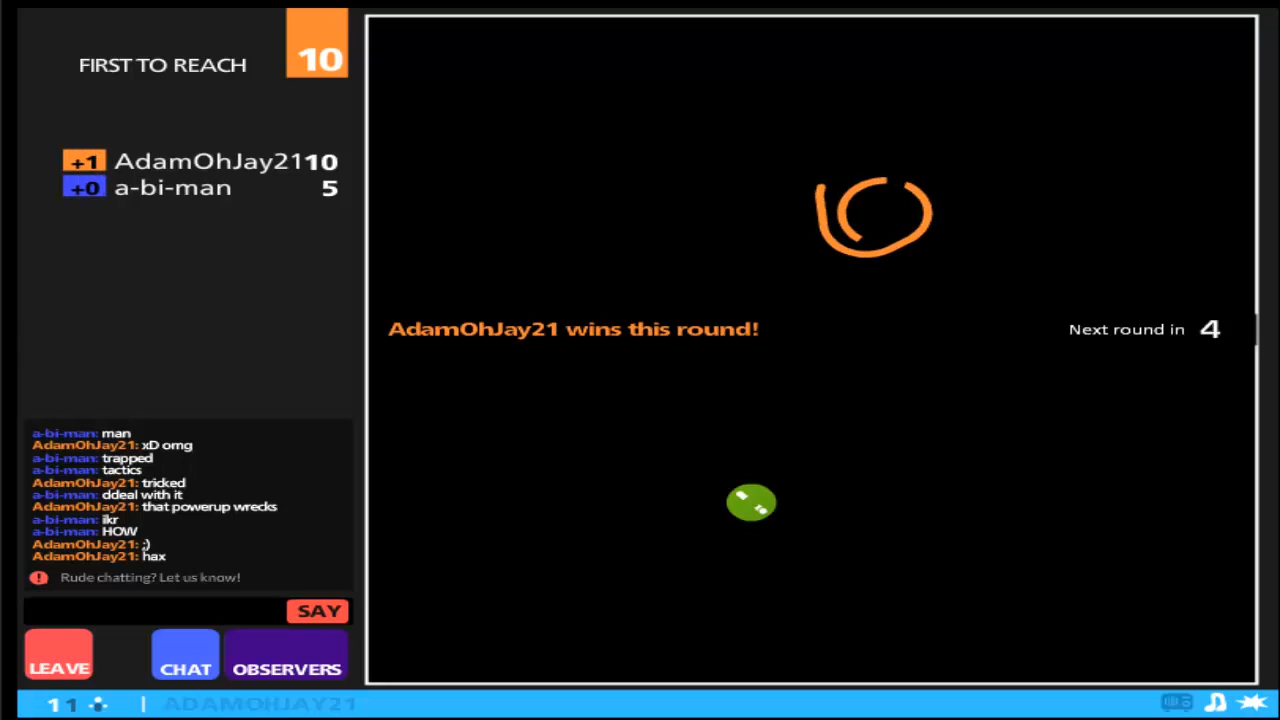 FIRST TO REACH 10
+1 AdamOhJay21 10
+0 a-bi-man 5
AdamOhJay21 wins this round!
Next round in 4
a-bi-man: man
AdamOhJay21: xD omg
a-bi-man: trapped
a-bi-man: tactics
AdamOhJay21: tricked
a-bi-man: ddeal with it
AdamOhJay21: that powerup wrecks
a-bi-man: ikr
a-bi-man: HOW
AdamOhJay21: ;)
AdamOhJay21: hax
! Rude chatting? Let us know!
SAY
LEAVE
CHAT
OBSERVERS
11 | ADAMOHJAY21